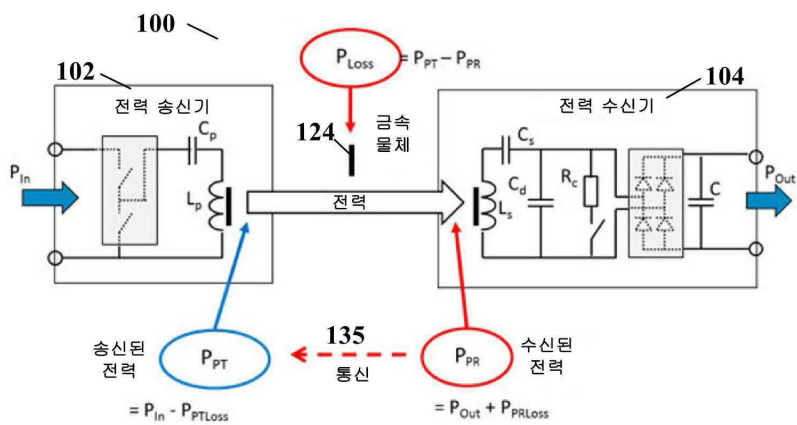 100
P_Loss = P_PT – P_PR
102
전력 송신기
104
전력 수신기
124
금속
물체
C_p
C_s
P_In
L_p
전력
C_d
R_c
L_s
C
P_Out
송신된
전력
P_PT
135
통신
P_PR
수신된
전력
= P_In - P_PTLoss
= P_Out + P_PRLoss